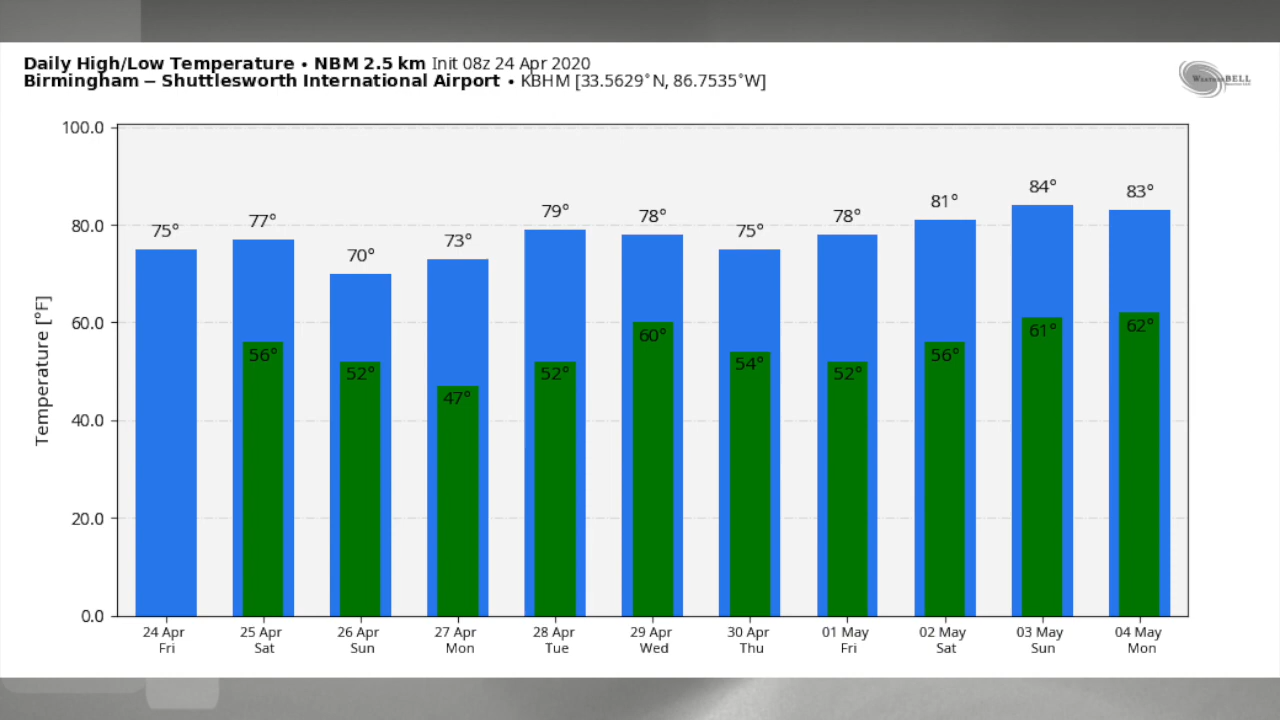 Daily High/Low Temperature • NBM 2.5 km Init 08z 24 Apr 2020
Birmingham – Shuttlesworth International Airport • KBHM [33.5629°N, 86.7535°W]
WeatherBELL
100.0
80.0
60.0
40.0
20.0
0.0
Temperature [°F]
75° 77° 70° 73° 79° 78° 75° 78° 81° 84° 83°
56° 52° 47° 52° 60° 54° 52° 56° 61° 62°
24 Apr 25 Apr 26 Apr 27 Apr 28 Apr 29 Apr 30 Apr 01 May 02 May 03 May 04 May
Fri Sat Sun Mon Tue Wed Thu Fri Sat Sun Mon